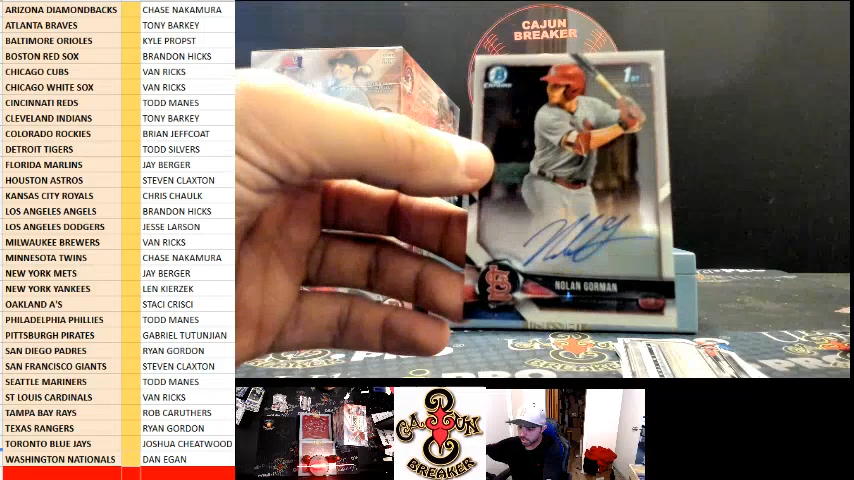 ARIZONA DIAMONDBACKS CHASE NAKAMURA
ATLANTA BRAVES TONY BARKEY
BALTIMORE ORIOLES KYLE PROPST
BOSTON RED SOX BRANDON HICKS
CHICAGO CUBS VAN RICKS
CHICAGO WHITE SOX VAN RICKS
CINCINNATI REDS TODD MANES
CLEVELAND INDIANS TONY BARKEY
COLORADO ROCKIES BRIAN JEFFCOAT
DETROIT TIGERS TODD SILVERS
FLORIDA MARLINS JAY BERGER
HOUSTON ASTROS STEVEN CLAXTON
KANSAS CITY ROYALS CHRIS CHAULK
LOS ANGELES ANGELS BRANDON HICKS
LOS ANGELES DODGERS JESSE LARSON
MILWAUKEE BREWERS VAN RICKS
MINNESOTA TWINS CHASE NAKAMURA
NEW YORK METS JAY BERGER
NEW YORK YANKEES LEN KIERZEK
OAKLAND A'S STACI CRISCI
PHILADELPHIA PHILLIES TODD MANES
PITTSBURGH PIRATES GABRIEL TUTUNJIAN
SAN DIEGO PADRES RYAN GORDON
SAN FRANCISCO GIANTS STEVEN CLAXTON
SEATTLE MARINERS TODD MANES
ST LOUIS CARDINALS VAN RICKS
TAMPA BAY RAYS ROB CARUTHERS
TEXAS RANGERS RYAN GORDON
TORONTO BLUE JAYS JOSHUA CHEATWOOD
WASHINGTON NATIONALS DAN EGAN
CAJUN
BREAKER
B
CHROME
1ST
NOLAN GORMAN
CAJUN
BREAKER